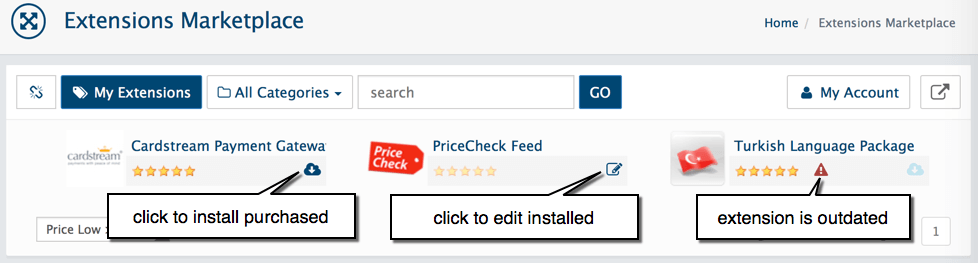 Extensions Marketplace
Home / Extensions Marketplace
My Extensions
All Categories
search
GO
My Account
cardstream
Cardstream Payment Gatewa
Price Check
PriceCheck Feed
Turkish Language Package
click to install purchased
click to edit installed
extension is outdated
Price Low
1